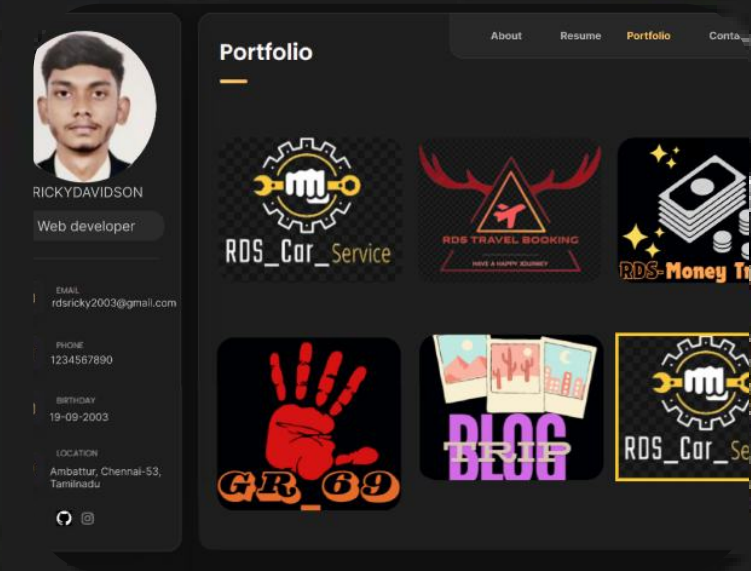 RICKYDAVIDSON
Web developer
EMAIL
rdsricky2003@gmail.com
PHONE
1234567890
BIRTHDAY
19-09-2003
LOCATION
Ambattur, Chennai-53,
Tamilnadu
About Resume Portfolio Conta
Portfolio
RDS_Car_Service
RDS TRAVEL BOOKING
HAVE A HAPPY JOURNEY
RDS-Money Tr
GR_69
BLOG
TRIP
RDS_Car_Se